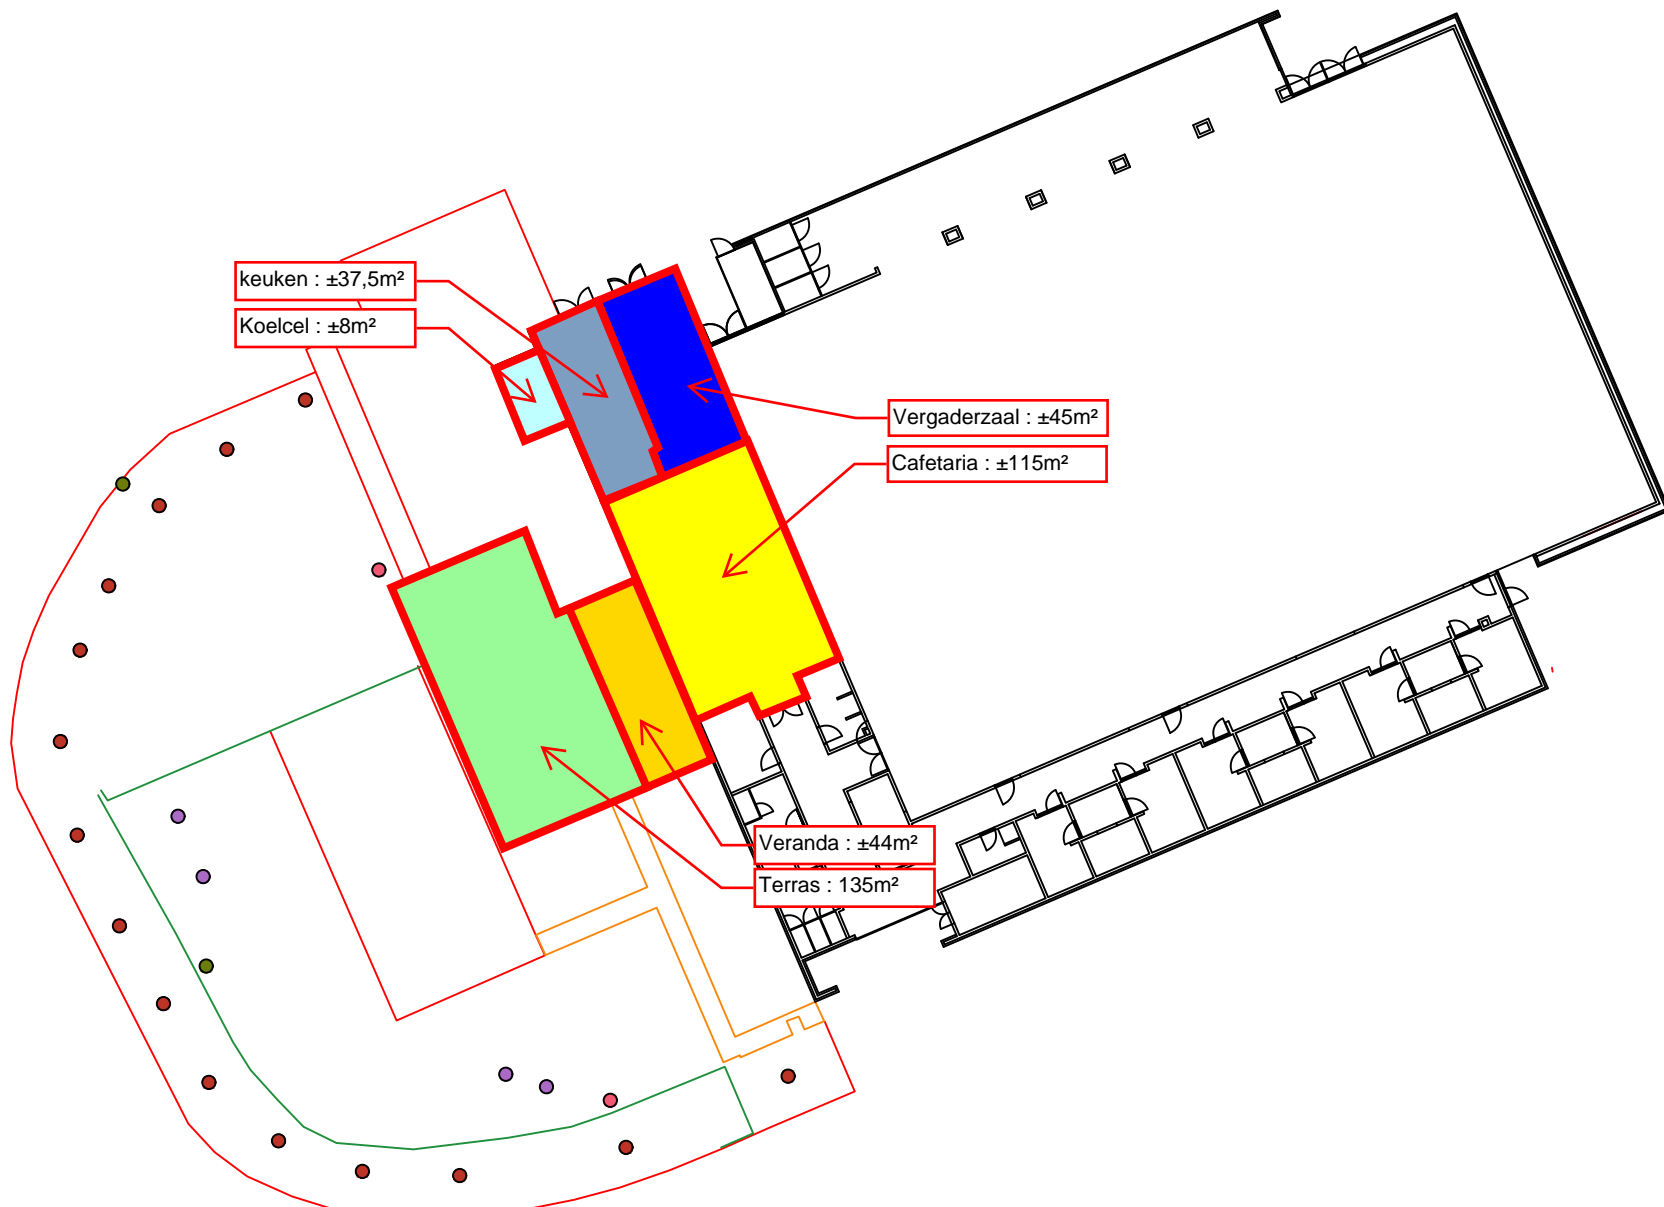 keuken : ±37,5m²
Koelcel : ±8m²
Vergaderzaal : ±45m²
Cafetaria : ±115m²
Veranda : ±44m²
Terras : 135m²